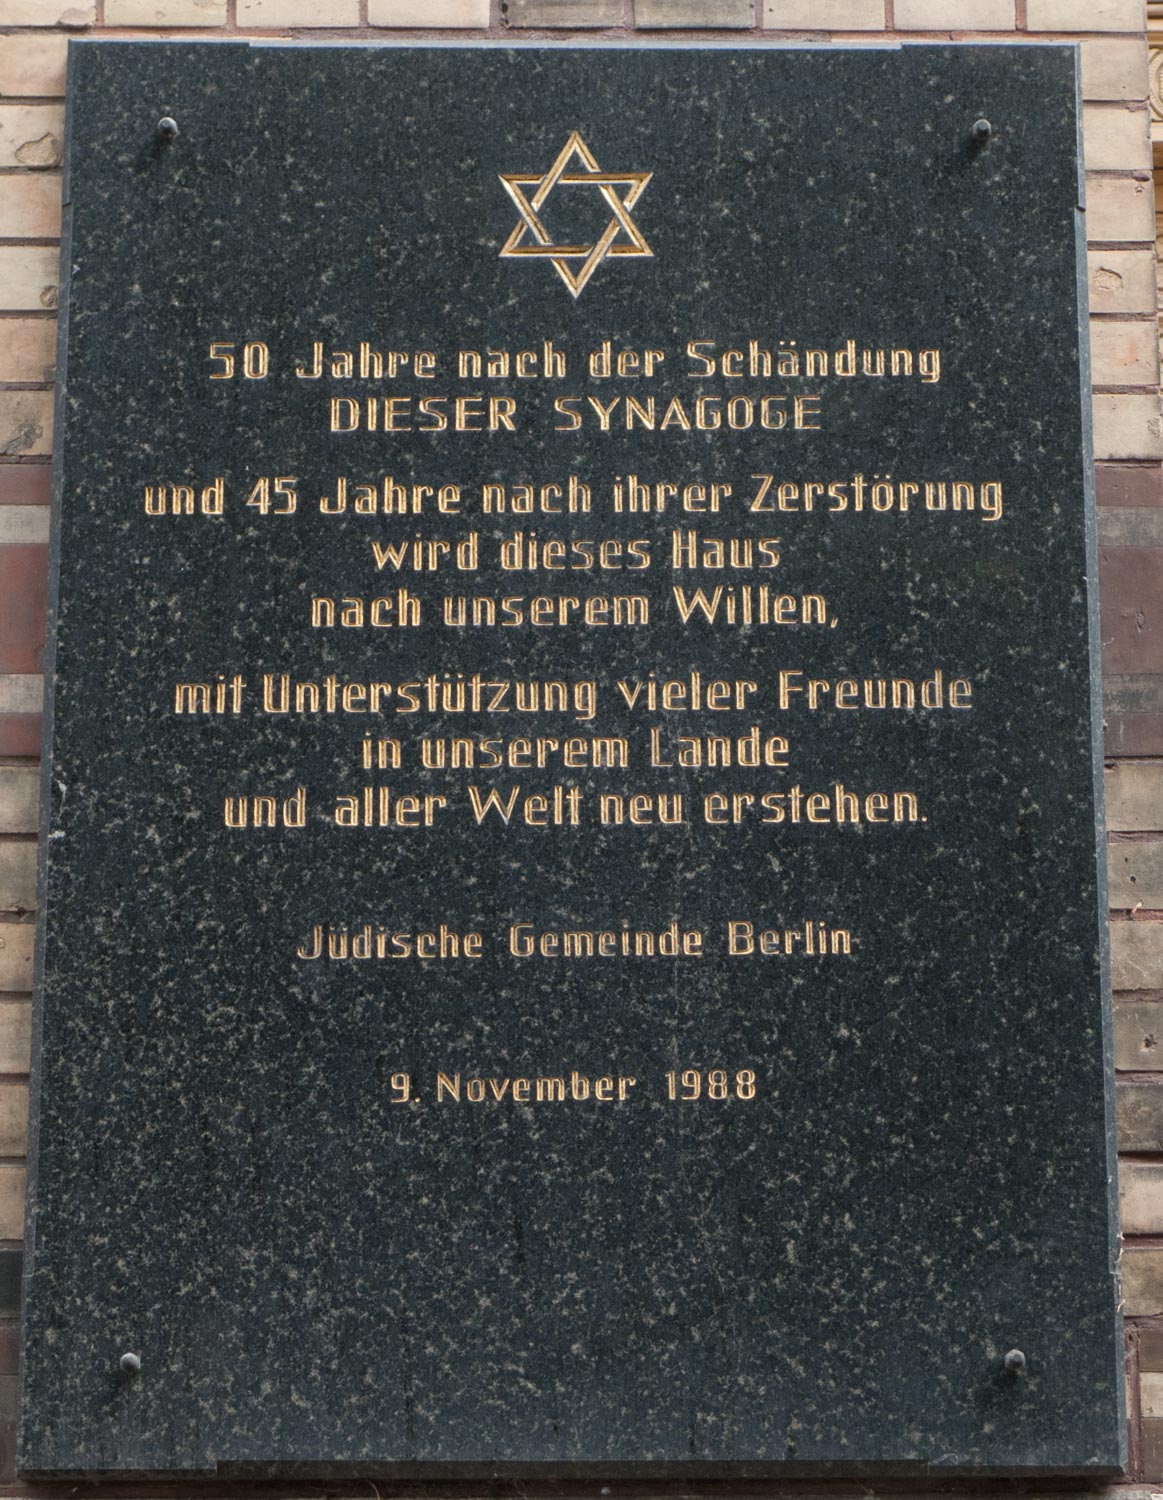 50 Jahre nach der Schändung
DIESER SYNAGOGE
und 45 Jahre nach ihrer Zerstörung
wird dieses Haus
nach unserem Willen,
mit Unterstützung vieler Freunde
in unserem Lande
und aller Welt neu erstehen.
Jüdische Gemeinde Berlin
9. November 1988